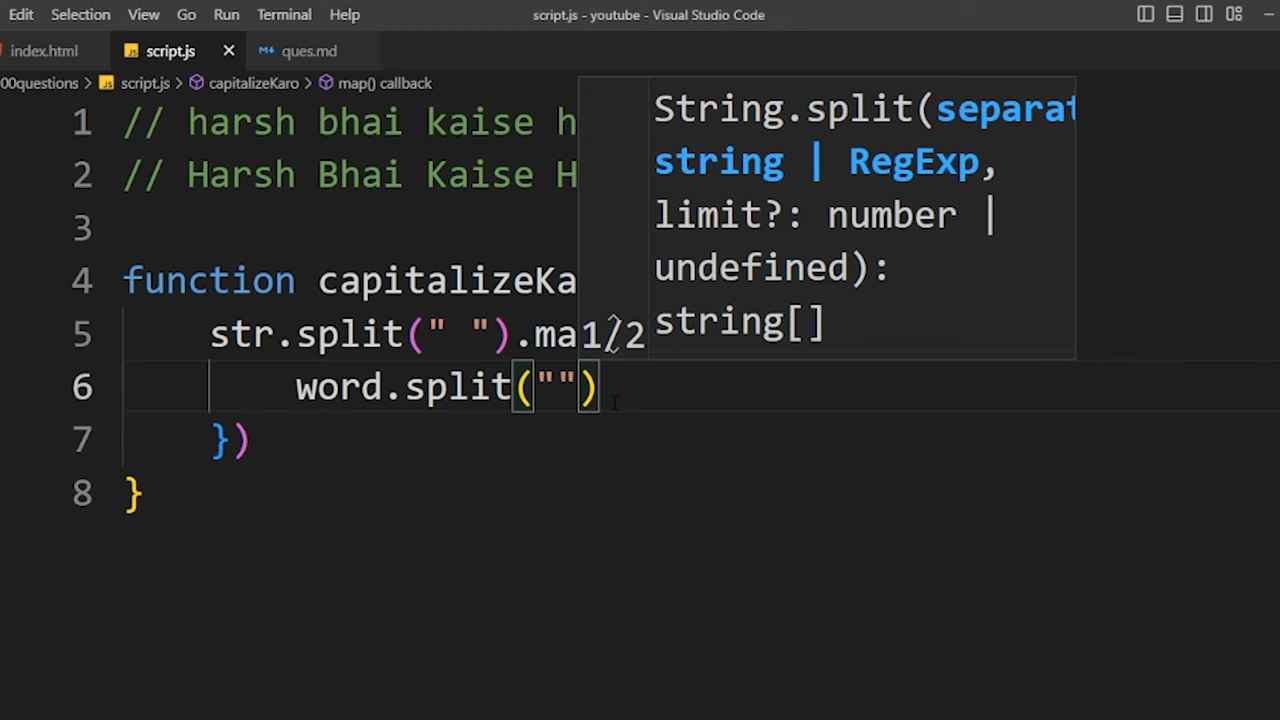 Edit Selection View Go Run Terminal Help script.js - youtube - Visual Studio Code
index.html script.js ques.md
00questions > script.js > capitalizeKaro > map() callback
1 // harsh bhai kaise h
2 // Harsh Bhai Kaise H
3
4 function capitalizeKa
5 str.split(" ").ma
6 word.split("")
7 })
8 }
1/2
String.split(separat
string | RegExp,
limit?: number |
undefined):
string[]